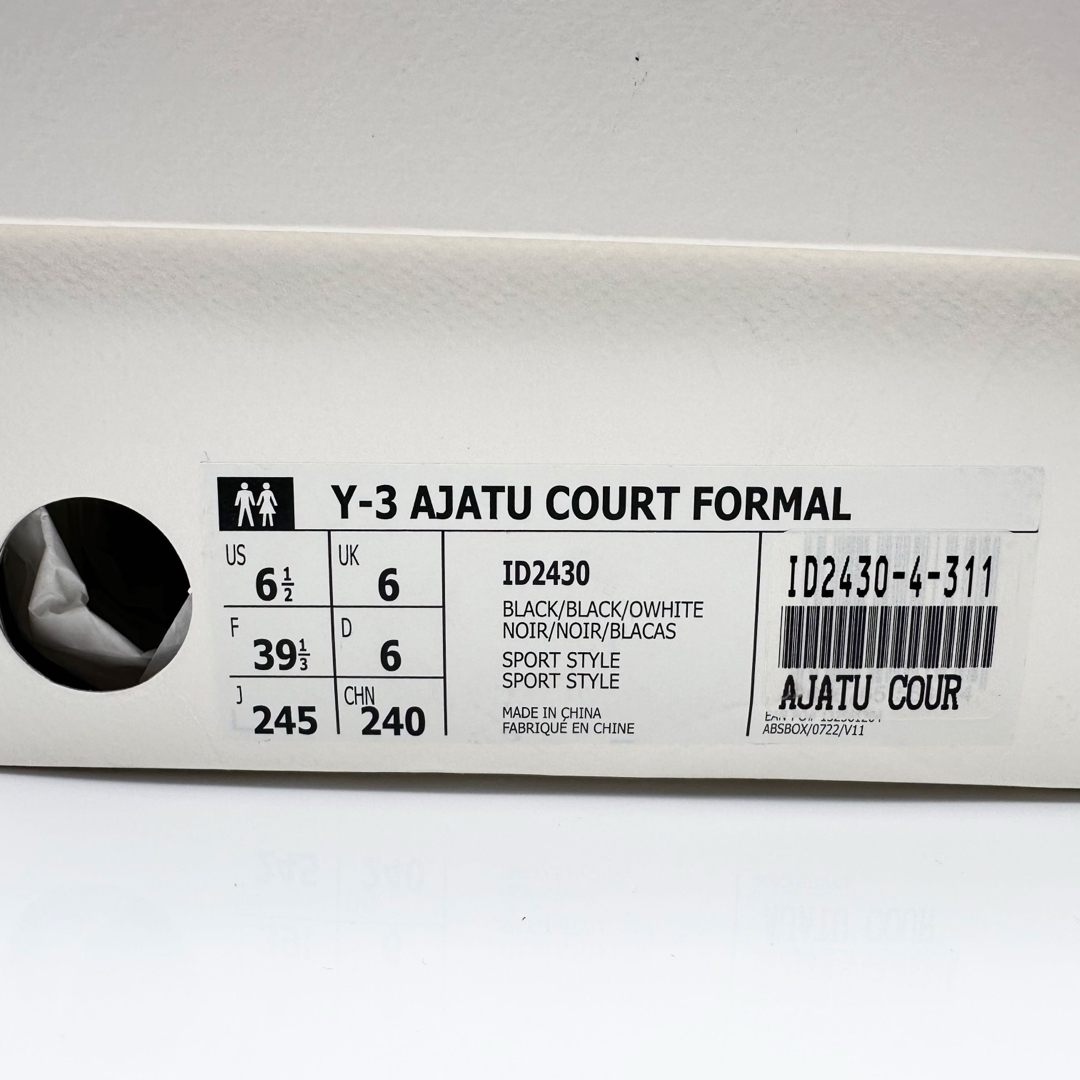 Y-3 AJATU COURT FORMAL
US 6½
UK 6
F 39⅓
D 6
J 245
CHN 240
ID2430
BLACK/BLACK/OWHITE
NOIR/NOIR/BLACAS
SPORT STYLE
SPORT STYLE
MADE IN CHINA
FABRIQUÉ EN CHINE
ID2430-4-311
AJATU COUR
ABSBOX/0722/V11